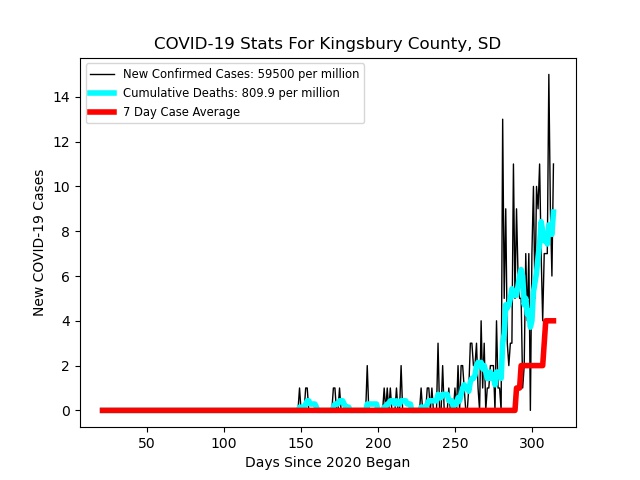 COVID-19 Stats For Kingsbury County, SD
New Confirmed Cases: 59500 per million
Cumulative Deaths: 809.9 per million
7 Day Case Average
14
12
10
8
6
4
2
0
New COVID-19 Cases
50 100 150 200 250 300
Days Since 2020 Began